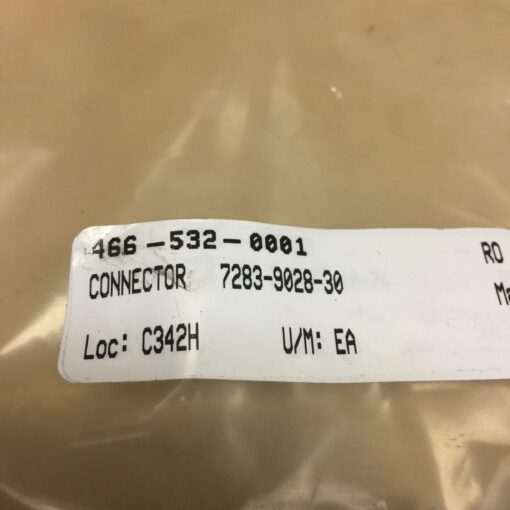 466-532-0001 RO
CONNECTOR 7283-9028-30
Loc: C342H U/M: EA